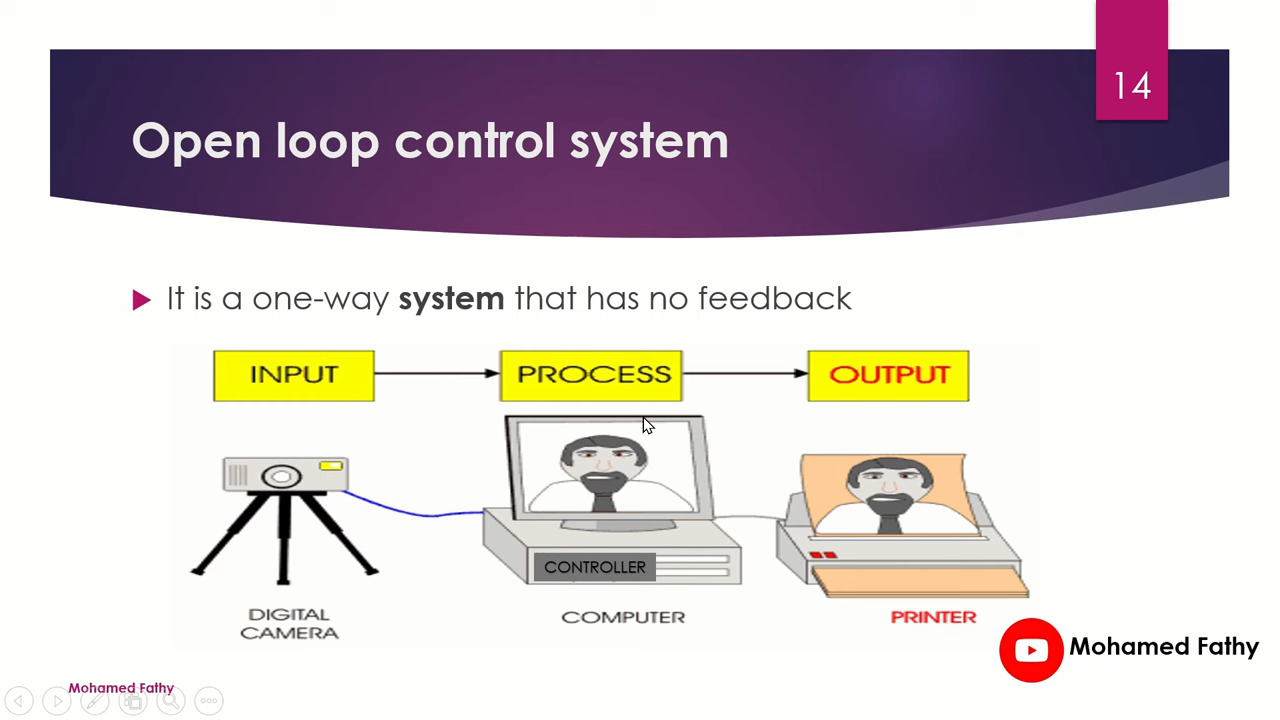 14
Open loop control system
It is a one-way system that has no feedback
INPUT PROCESS OUTPUT
CONTROLLER
DIGITAL
CAMERA
COMPUTER
PRINTER
Mohamed Fathy
Mohamed Fathy